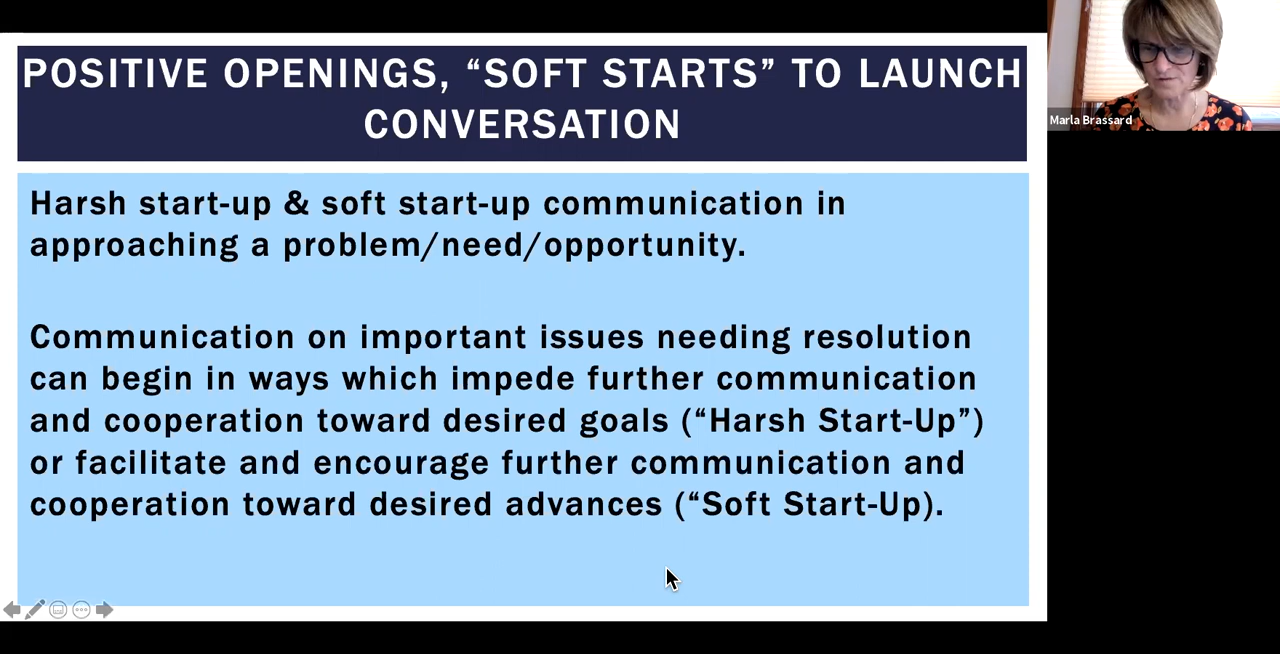 POSITIVE OPENINGS, “SOFT STARTS” TO LAUNCH
CONVERSATION
Marla Brassard
Harsh start-up & soft start-up communication in
approaching a problem/need/opportunity.
Communication on important issues needing resolution
can begin in ways which impede further communication
and cooperation toward desired goals (“Harsh Start-Up”)
or facilitate and encourage further communication and
cooperation toward desired advances (“Soft Start-Up).